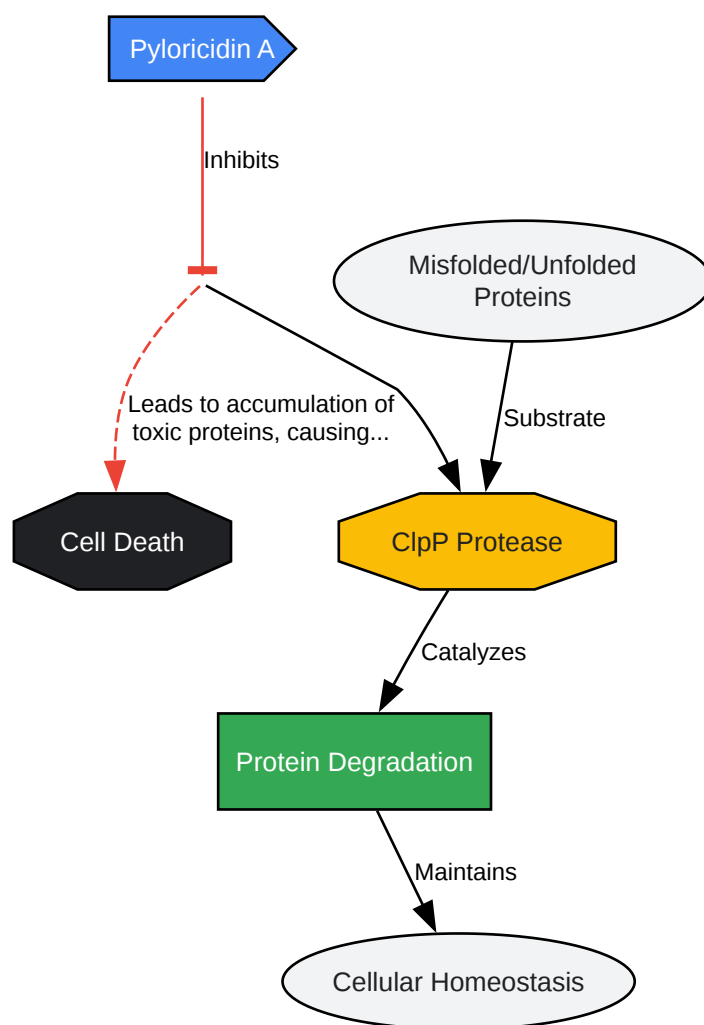 Pyloricidin A
Inhibits
Misfolded/Unfolded
Proteins
Leads to accumulation of
toxic proteins, causing...
Substrate
Cell Death
ClpP Protease
Catalyzes
Protein Degradation
Maintains
Cellular Homeostasis